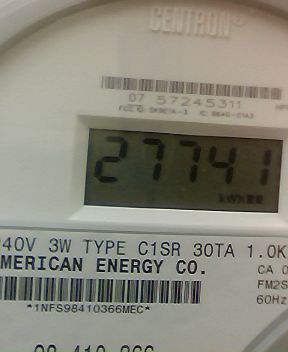 CENTRON®
07 57245311
27741
kWh
240V 3W TYPE C1SR 30TA 1.0K
AMERICAN ENERGY CO.
CA 0
FM2S
60Hz
*1NFS98410366MEC*